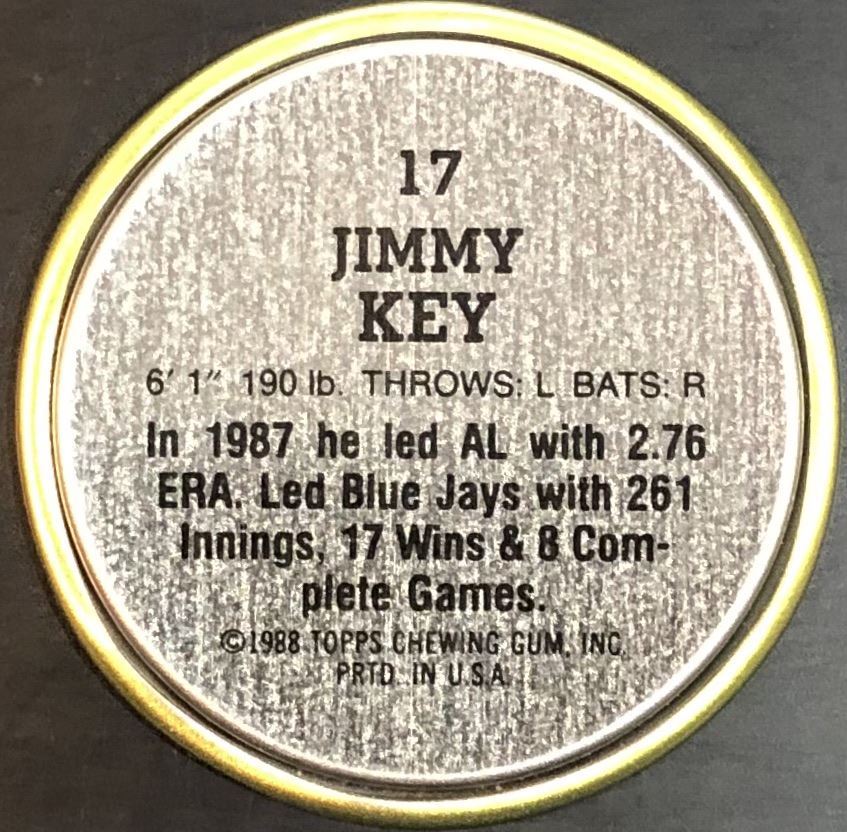 17
JIMMY
KEY
6′ 1″ 190 lb. THROWS: L BATS: R
In 1987 he led AL with 2.76
ERA. Led Blue Jays with 261
Innings, 17 Wins & 8 Com-
plete Games.
©1988 TOPPS CHEWING GUM, INC.
PRTD. IN U.S.A.